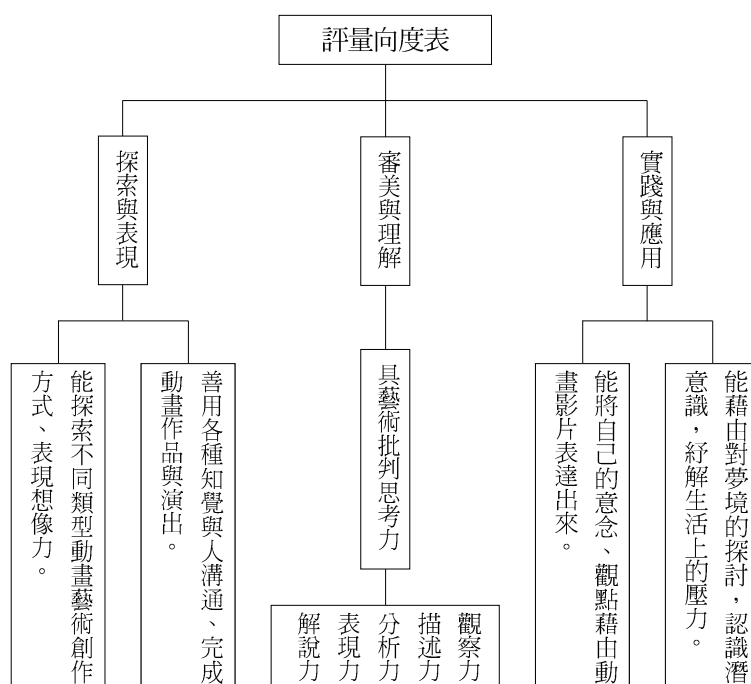 評量向度表
探索與表現
審美與理解
實踐與應用
能探索不同類型動畫藝術創作
方式、表現想像力。
善用各種知覺與人溝通、完成
動畫作品與演出。
具藝術批判思考力
觀察力
描述力
分析力
表現力
解說力
能將自己的意念、觀點藉由動
畫影片表達出來。
能藉由對夢境的探討，認識潛
意識，紓解生活上的壓力。